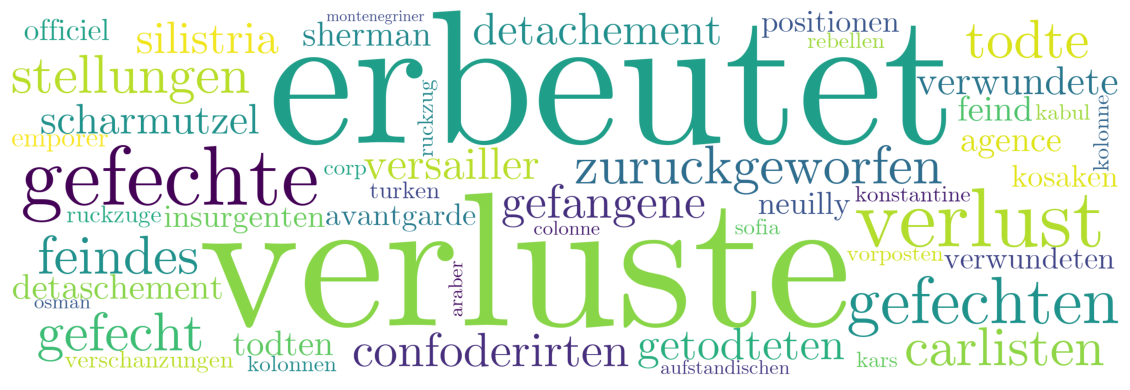 officiel
silistria
montenegriner
sherman
detachement
positionen
rebellen
todte
stellungen
erbeutet
verwundete
scharmutzel
ruckzug
feind
kabul
kolonne
emporer
agence
gefechte
corp
versailler
zuruckgeworfen
kosaken
turken
konstantine
ruckzuge
insurgenten
avantgarde
gefangene
neuilly
verlust
colonne
sofia
feindes
verluste
vorposten
verwundeten
detaschement
araber
osman
gefechten
gefecht
todten
confoderirten
getodteten
carlisten
verschanzungen
kolonnen
aufstandischen
kars